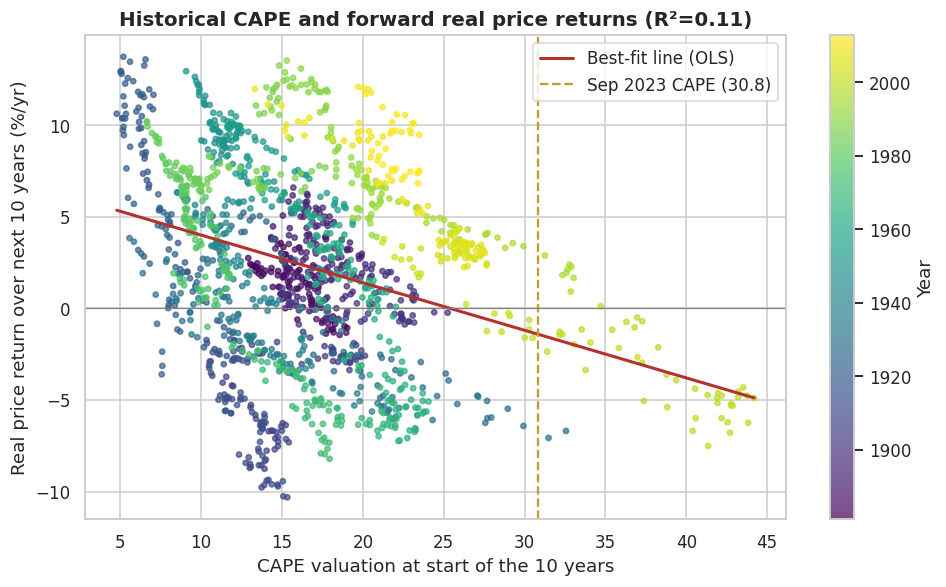 Historical CAPE and forward real price returns (R²=0.11)
Best-fit line (OLS)
Sep 2023 CAPE (30.8)
Real price return over next 10 years (%/yr)
10
5
0
−5
−10
5 10 15 20 25 30 35 40 45
CAPE valuation at start of the 10 years
2000
1980
1960
1940
1920
1900
Year